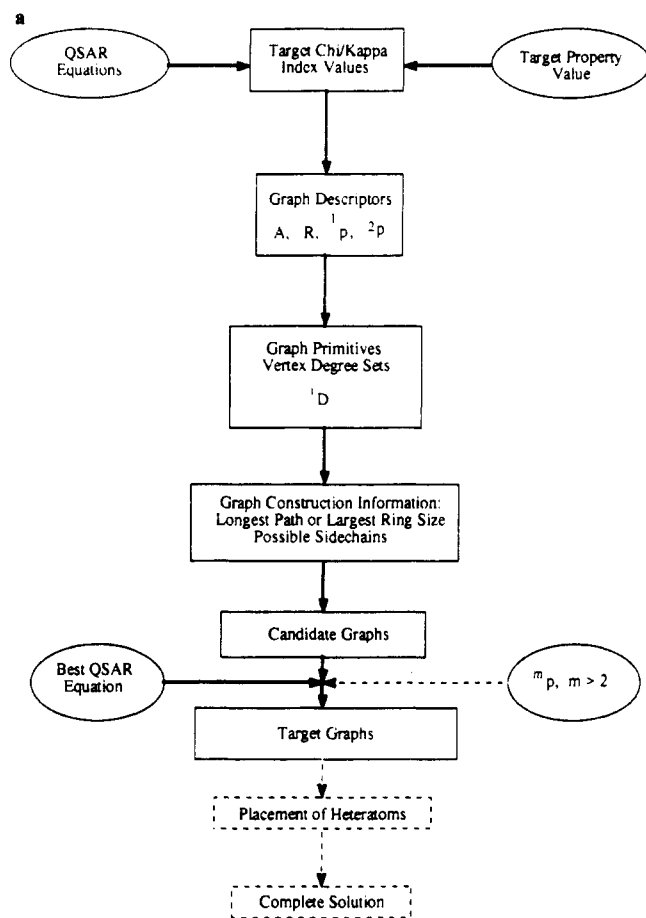 a
QSAR
Equations
Target Chi/Kappa
Index Values
Target Property
Value
Graph Descriptors
A, R, ¹p, ²p
Graph Primitives
Vertex Degree Sets
¹D
Graph Construction Information:
Longest Path or Largest Ring Size
Possible Sidechains
Candidate Graphs
Best QSAR
Equation
ᵐp, m > 2
Target Graphs
Placement of Heteratoms
Complete Solution